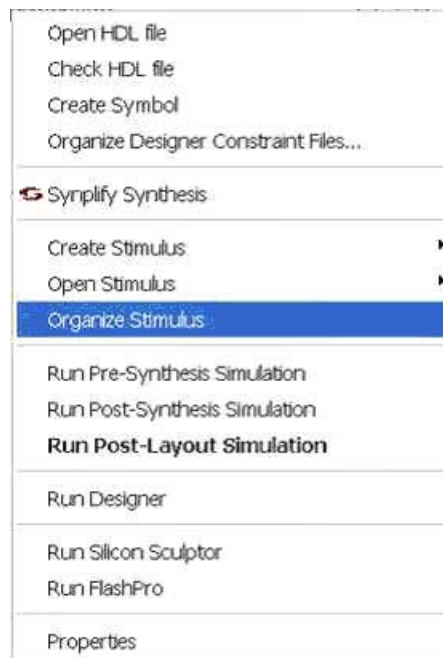 Open HDL file
Check HDL file
Create Symbol
Organize Designer Constraint Files...
Synplify Synthesis
Create Stimulus
Open Stimulus
Organize Stimulus
Run Pre-Synthesis Simulation
Run Post-Synthesis Simulation
Run Post-Layout Simulation
Run Designer
Run Silicon Sculptor
Run FlashPro
Properties